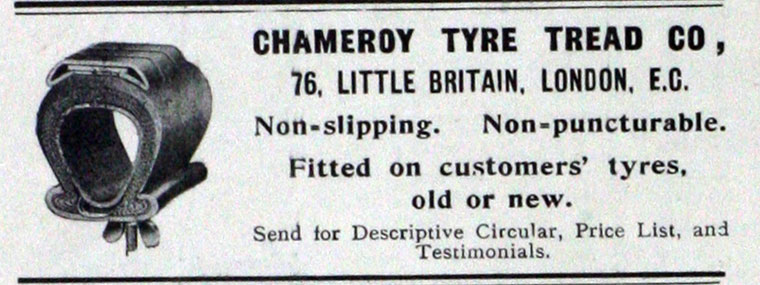 CHAMEROY TYRE TREAD CO,
76, LITTLE BRITAIN, LONDON, E.C.
Non-slipping. Non-puncturable.
Fitted on customers' tyres,
old or new.
Send for Descriptive Circular, Price List, and
Testimonials.